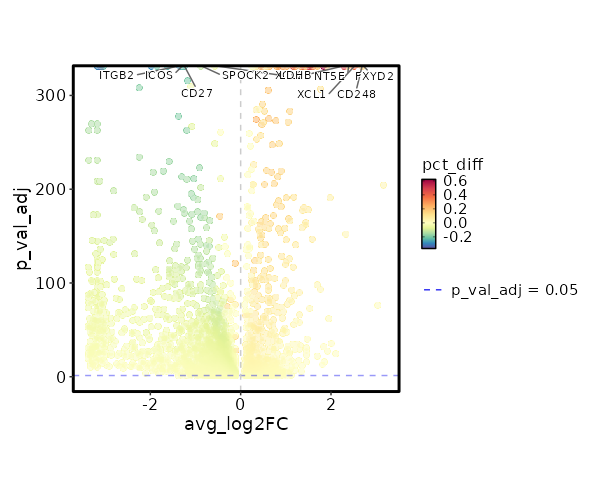 ITGB2 ICOS SPOCK2 LDHB NT5E FXYD2
CD27 XCL1 CD248
300
200
100
0
p_val_adj
-2 0 2
avg_log2FC
pct_diff
0.6
0.4
0.2
0.0
-0.2
p_val_adj = 0.05